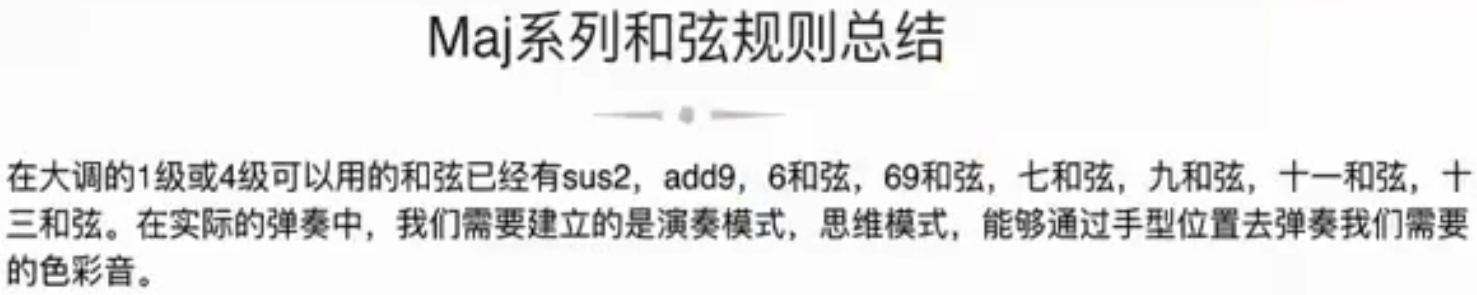 Maj系列和弦规则总结
在大调的1级或4级可以用的和弦已经有sus2，add9，6和弦，69和弦，七和弦，九和弦，十一和弦，十
三和弦。在实际的弹奏中，我们需要建立的是演奏模式，思维模式，能够通过手型位置去弹奏我们需要
的色彩音。